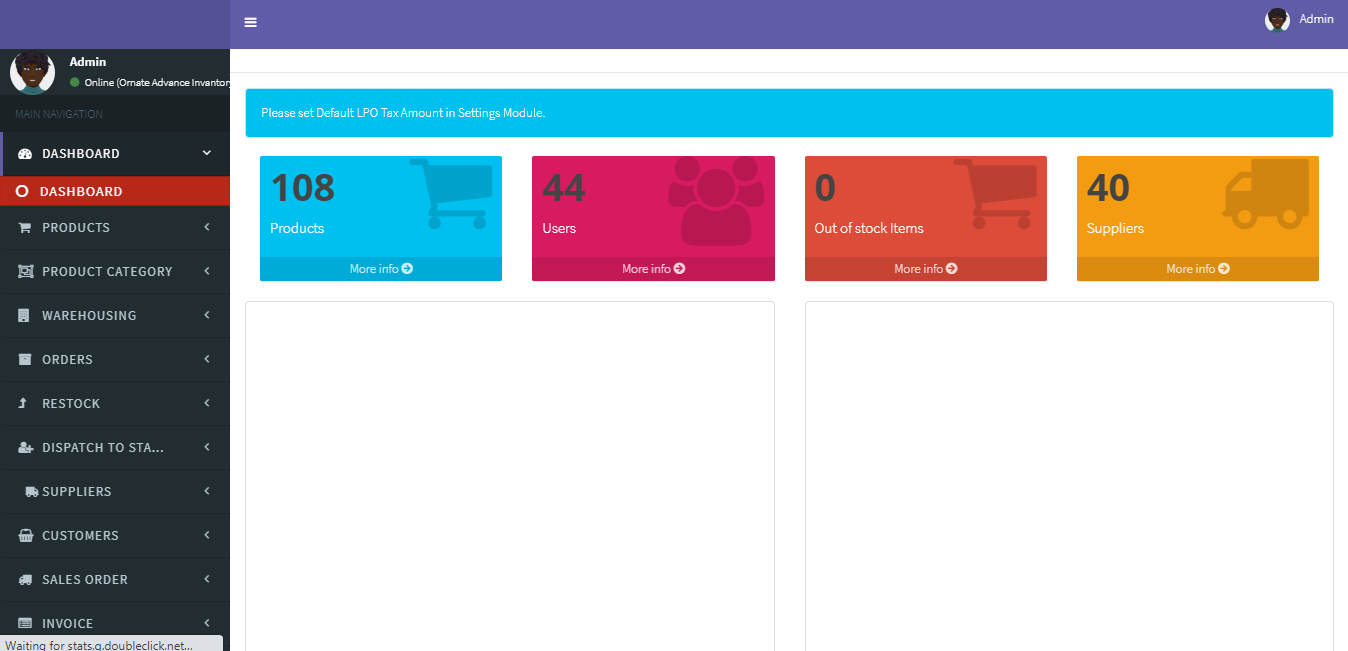 Admin
Admin
Online (Ornate Advance Invantory
MAIN NAVIGATION
DASHBOARD
DASHBOARD
PRODUCTS
PRODUCT CATEGORY
WAREHOUSING
ORDERS
RESTOCK
DISPATCH TO STA...
SUPPLIERS
CUSTOMERS
SALES ORDER
INVOICE
Waiting for stats.g.doubleclick.net...
Please set Default LPO Tax Amount in Settings Module.
108
Products
More info
44
Users
More info
0
Out of stock Items
More info
40
Suppliers
More info